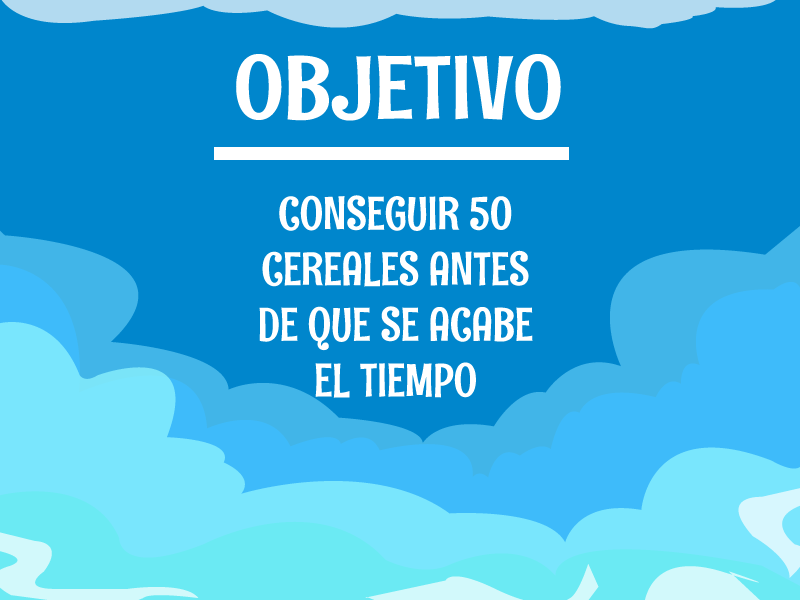 OBJETIVO
CONSEGUIR 50
CEREALES ANTES
DE QUE SE ACABE
EL TIEMPO